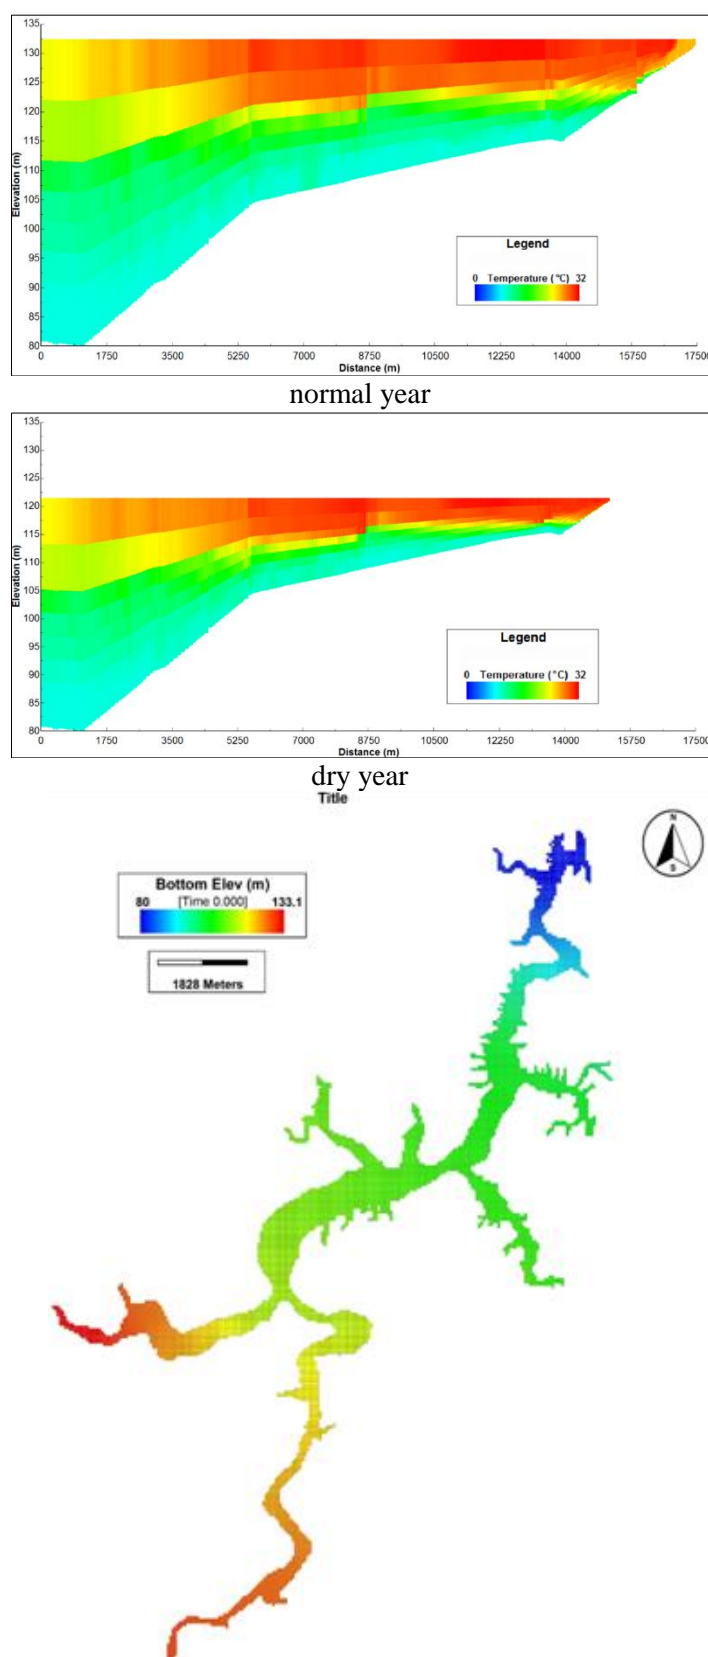 135
130
125
120
115
110
105
100
95
90
85
80
Elevation (m)
Legend
0 Temperature (°C) 32
0 1750 3500 5250 7000 8750 10500 12250 14000 15750 17500
Distance (m)
normal year
135
130
125
120
115
110
105
100
95
90
85
80
Elevation (m)
Legend
0 Temperature (°C) 32
0 1750 3500 5250 7000 8750 10500 12250 14000 15750 17500
Distance (m)
dry year
Title
N
S
Bottom Elev (m)
80 [Time 0.000] 133.1
1828 Meters